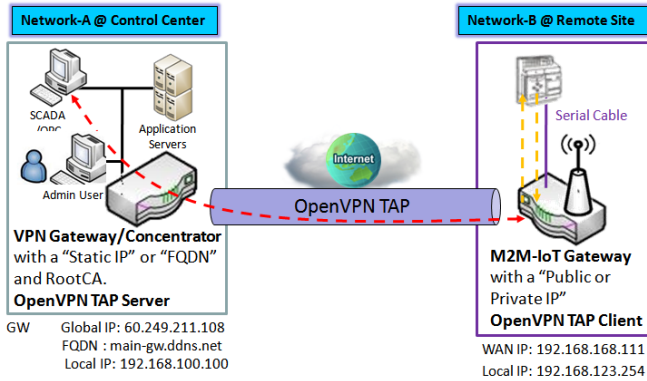 Network-A @ Control Center
Network-B @ Remote Site
SCADA
/OPC
Application
Servers
Admin User
Internet
OpenVPN TAP
Serial Cable
VPN Gateway/Concentrator
with a “Static IP” or “FQDN”
and RootCA.
OpenVPN TAP Server
GW Global IP: 60.249.211.108
FQDN : main-gw.ddns.net
Local IP: 192.168.100.100
M2M-IoT Gateway
with a “Public or
Private IP”
OpenVPN TAP Client
WAN IP: 192.168.168.111
Local IP: 192.168.123.254